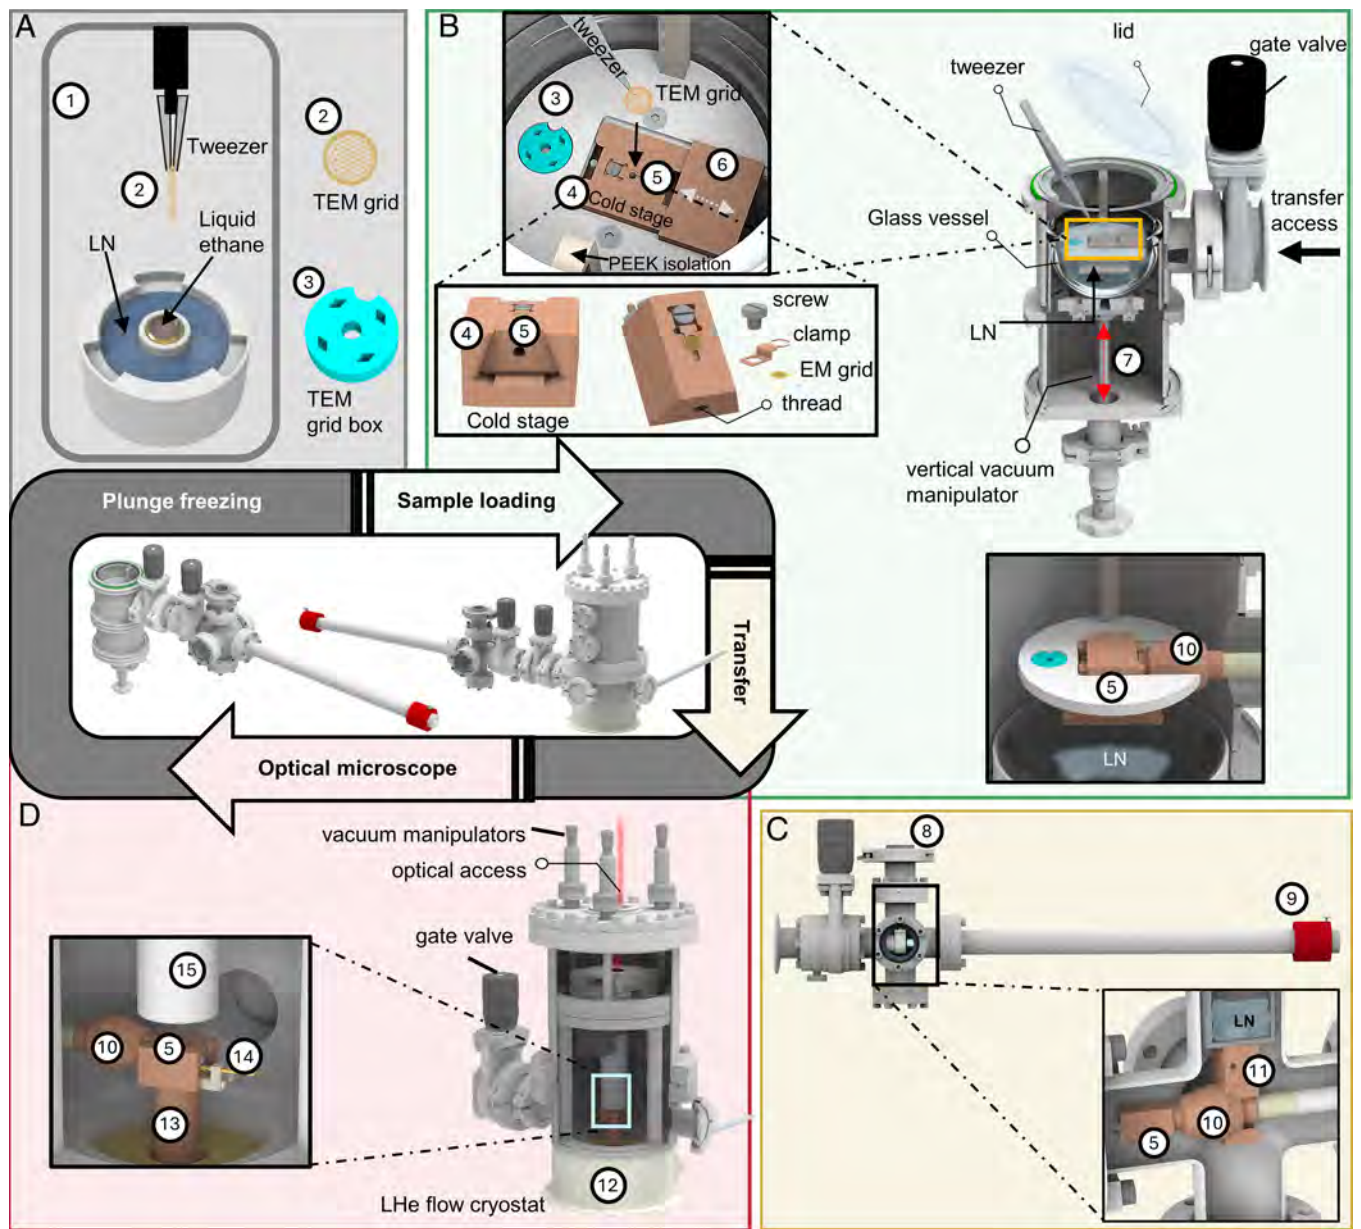 A
1
Tweezer
2
Liquid
ethane
LN
2
TEM grid
3
TEM
grid box
B
tweezer
TEM grid
3
6
5
4
Cold stage
PEEK isolation
4
5
Cold stage
screw
clamp
EM grid
thread
lid
gate valve
tweezer
transfer
access
Glass vessel
LN
7
vertical vacuum
manipulator
10
5
LN
Plunge freezing
Sample loading
Transfer
Optical microscope
D
vacuum manipulators
optical access
gate valve
15
10
5
14
13
12
LHe flow cryostat
C
8
9
LN
11
10
5